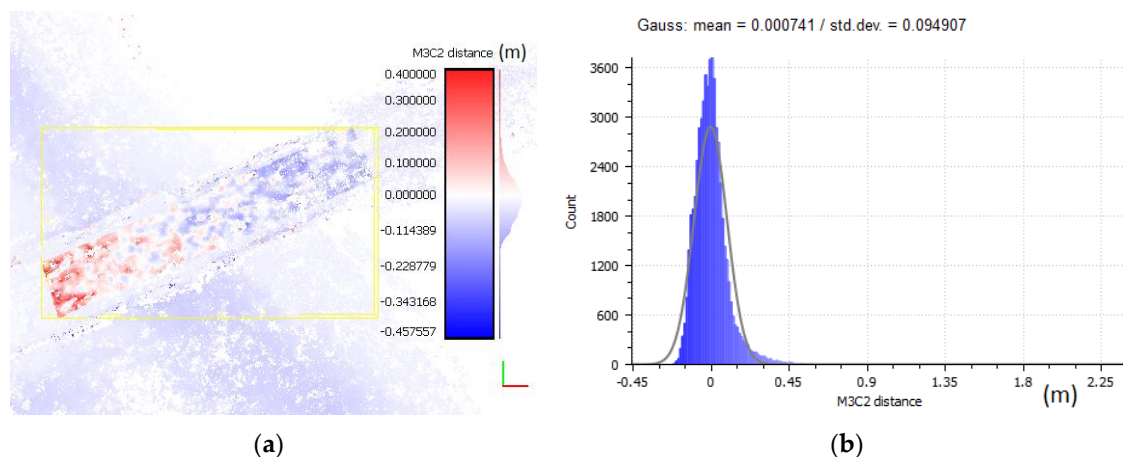 M3C2 distance (m)
0.400000
0.300000
0.200000
0.100000
0.000000
-0.114389
-0.228779
-0.343168
-0.457557
(a)
Gauss: mean = 0.000741 / std.dev. = 0.094907
3600
3000
2400
1800
1200
600
0
Count
-0.45 0 0.45 0.9 1.35 1.8 2.25
M3C2 distance (m)
(b)